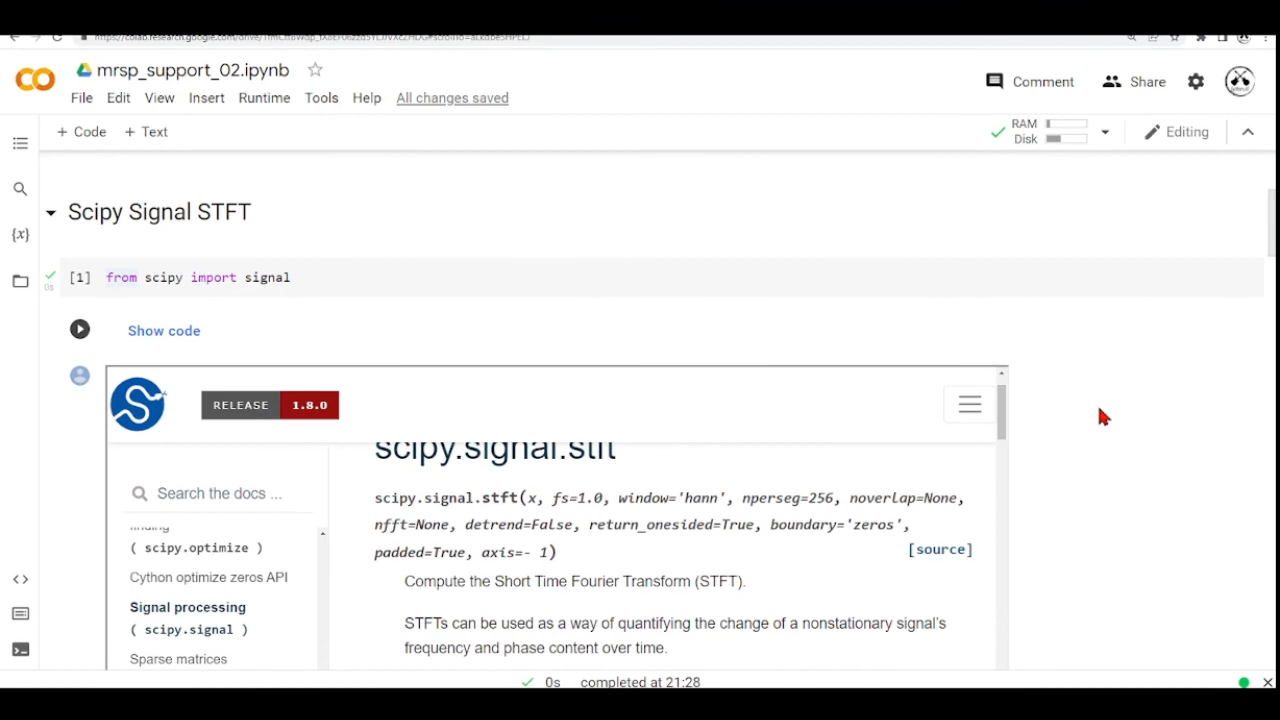 mrsp_support_02.ipynb
File Edit View Insert Runtime Tools Help All changes saved
Comment Share
+ Code + Text
RAM
Disk
Editing
Scipy Signal STFT
[1] from scipy import signal
0s
Show code
RELEASE 1.8.0
scipy.signal.stft
Search the docs ...
finding
( scipy.optimize )
Cython optimize zeros API
Signal processing
( scipy.signal )
Sparse matrices
scipy.signal.stft(x, fs=1.0, window='hann', nperseg=256, noverlap=None,
nfft=None, detrend=False, return_onesided=True, boundary='zeros',
padded=True, axis=- 1)
[source]
Compute the Short Time Fourier Transform (STFT).
STFTs can be used as a way of quantifying the change of a nonstationary signal's
frequency and phase content over time.
0s completed at 21:28